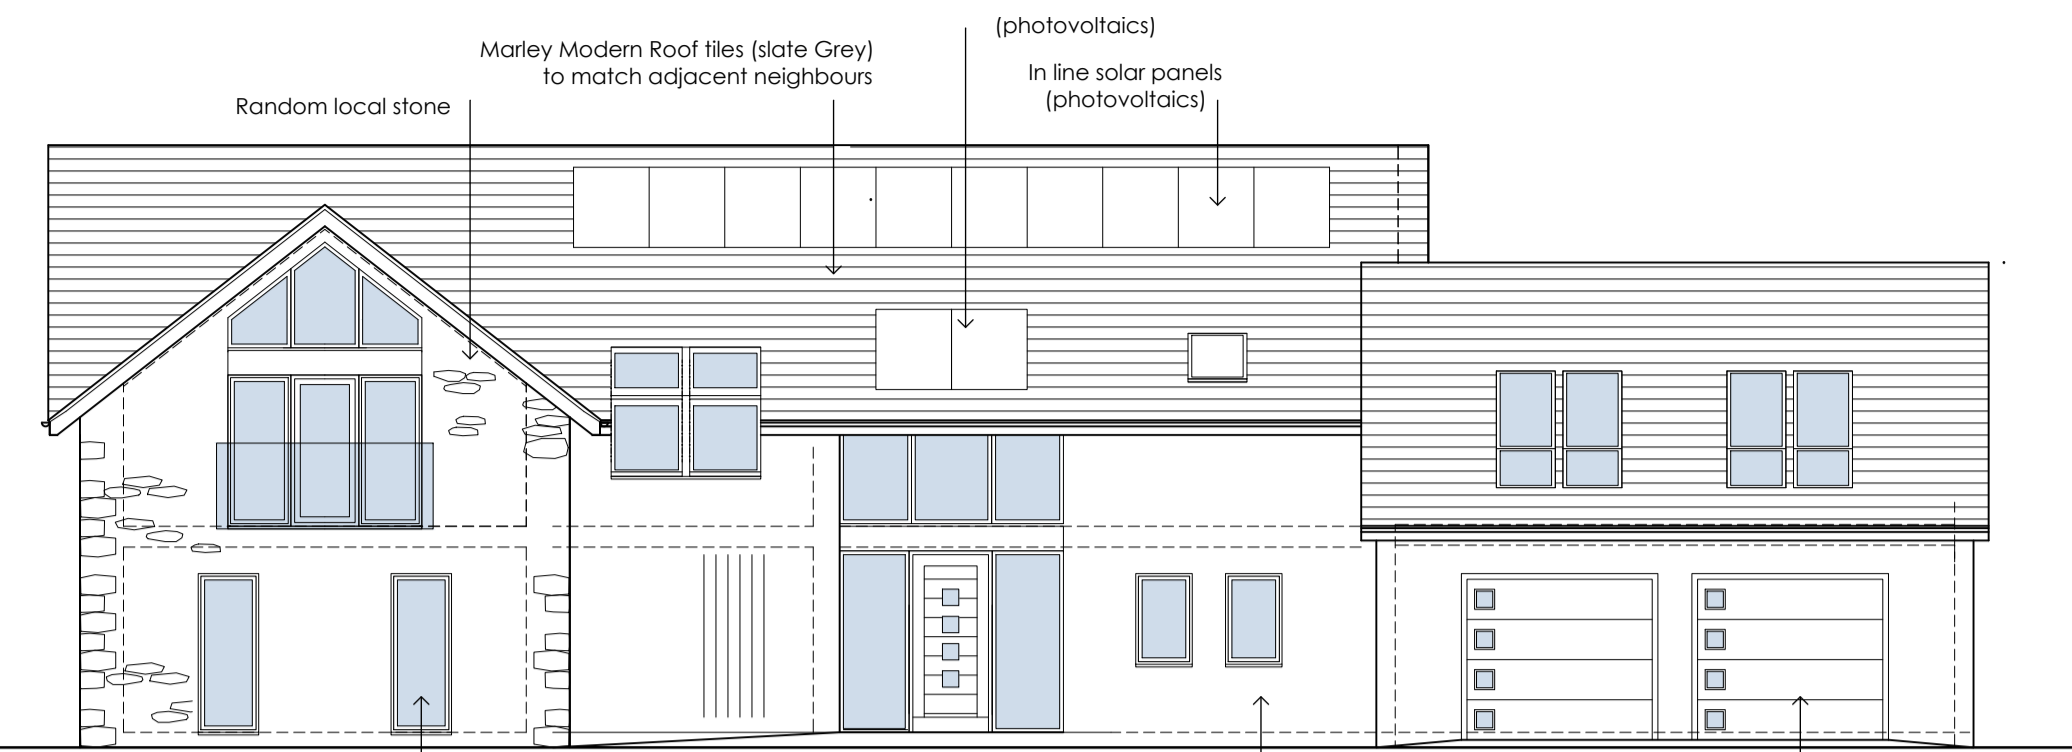 (photovoltaics)
Marley Modern Roof tiles (slate Grey)
to match adjacent neighbours
In line solar panels
(photovoltaics)
Random local stone